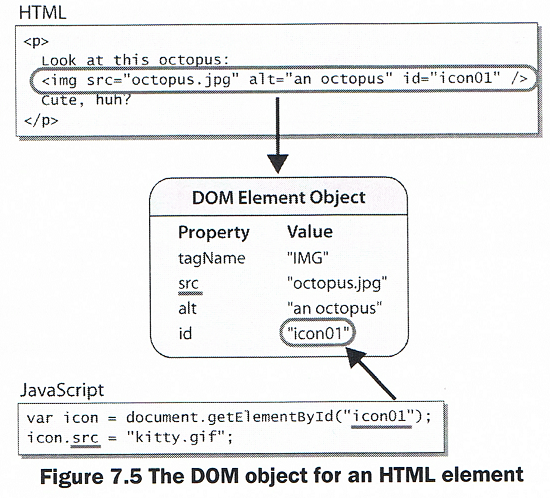 HTML
<p>
Look at this octopus:
<img src="octopus.jpg" alt="an octopus" id="icon01" />
Cute, huh?
</p>
DOM Element Object
Property Value
tagName "IMG"
src "octopus.jpg"
alt "an octopus"
id "icon01"
JavaScript
var icon = document.getElementById("icon01");
icon.src = "kitty.gif";
Figure 7.5 The DOM object for an HTML element